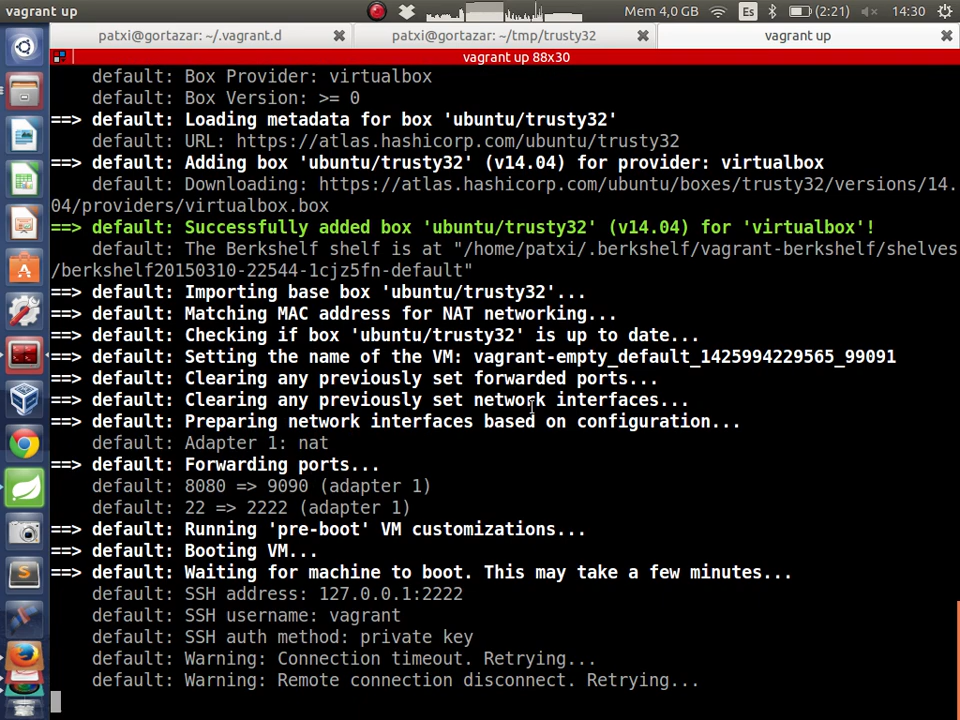 vagrant up
Mem 4,0 GB
Es
(2:21)
14:30
patxi@gortazar: ~/.vagrant.d
patxi@gortazar: ~/tmp/trusty32
vagrant up
vagrant up 88x30
default: Box Provider: virtualbox
default: Box Version: >= 0
==> default: Loading metadata for box 'ubuntu/trusty32'
default: URL: https://atlas.hashicorp.com/ubuntu/trusty32
==> default: Adding box 'ubuntu/trusty32' (v14.04) for provider: virtualbox
default: Downloading: https://atlas.hashicorp.com/ubuntu/boxes/trusty32/versions/14.
04/providers/virtualbox.box
==> default: Successfully added box 'ubuntu/trusty32' (v14.04) for 'virtualbox'!
default: The Berkshelf shelf is at "/home/patxi/.berkshelf/vagrant-berkshelf/shelves
/berkshelf20150310-22544-1cjz5fn-default"
==> default: Importing base box 'ubuntu/trusty32'...
==> default: Matching MAC address for NAT networking...
==> default: Checking if box 'ubuntu/trusty32' is up to date...
==> default: Setting the name of the VM: vagrant-empty_default_1425994229565_99091
==> default: Clearing any previously set forwarded ports...
==> default: Clearing any previously set network interfaces...
==> default: Preparing network interfaces based on configuration...
default: Adapter 1: nat
==> default: Forwarding ports...
default: 8080 => 9090 (adapter 1)
default: 22 => 2222 (adapter 1)
==> default: Running 'pre-boot' VM customizations...
==> default: Booting VM...
==> default: Waiting for machine to boot. This may take a few minutes...
default: SSH address: 127.0.0.1:2222
default: SSH username: vagrant
default: SSH auth method: private key
default: Warning: Connection timeout. Retrying...
default: Warning: Remote connection disconnect. Retrying...